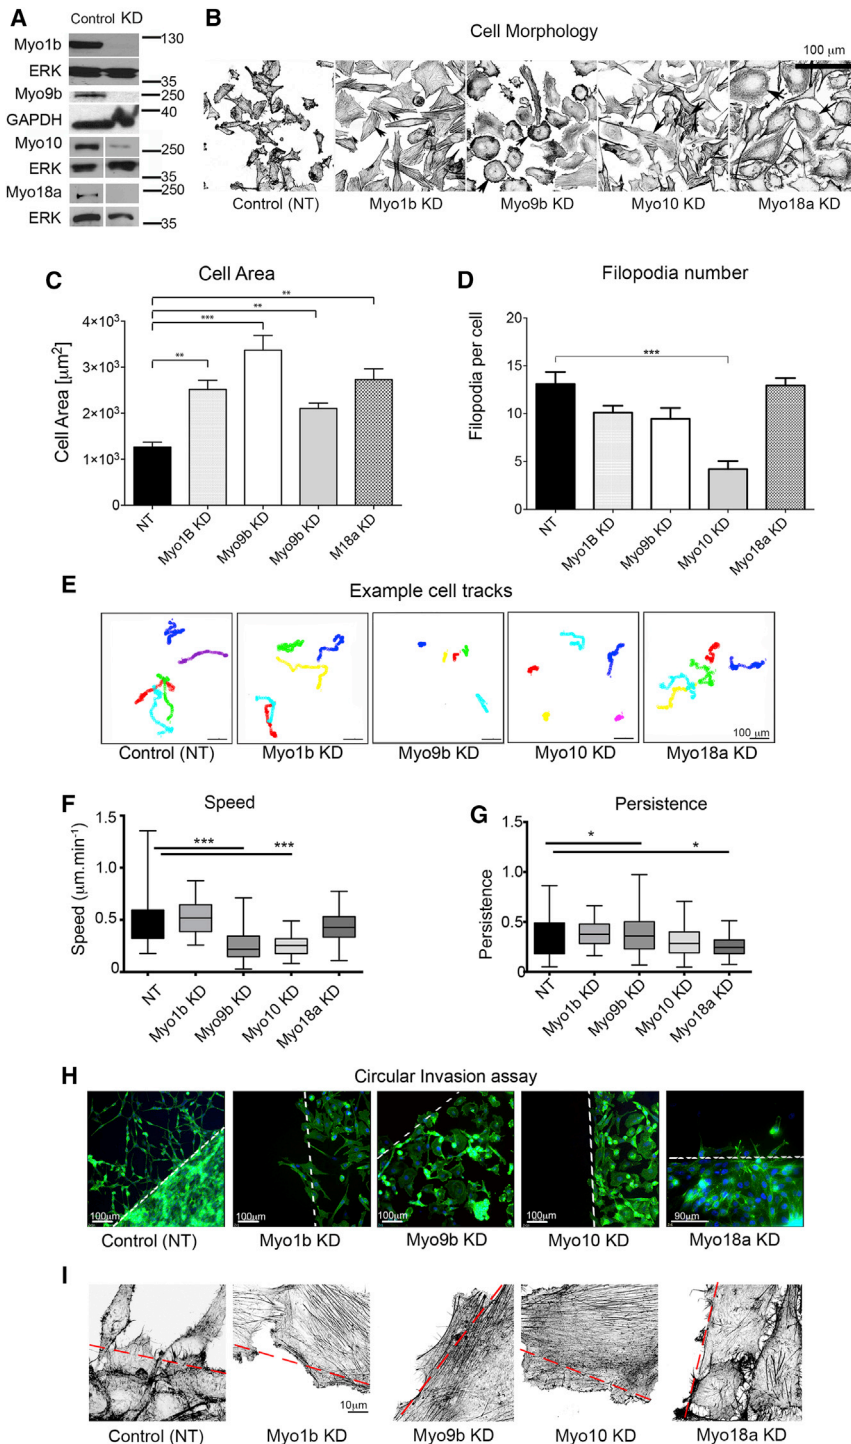 A
Control KD
Myo1b
130
ERK
35
Myo9b
250
GAPDH
40
Myo10
250
ERK
35
Myo18a
250
ERK
35
B
Cell Morphology
100 µm
Control (NT)
Myo1b KD
Myo9b KD
Myo10 KD
Myo18a KD
C
Cell Area
Cell Area [µm²]
4×10³
3×10³
2×10³
1×10³
0
**
**
***
**
NT
Myo1B KD
Myo9b KD
Myo9b KD
M18a KD
D
Filopodia number
Filopodia per cell
20
15
10
5
0
***
NT
Myo1B KD
Myo9b KD
Myo10 KD
Myo18a KD
E
Example cell tracks
100 µm
Control (NT)
Myo1b KD
Myo9b KD
Myo10 KD
Myo18a KD
F
Speed
Speed (µm.min⁻¹)
1.5
1.0
0.5
0
***
***
NT
Myo1b KD
Myo9b KD
Myo10 KD
Myo18a KD
G
Persistence
Persistence
1.5
1.0
0.5
0
*
*
NT
Myo1b KD
Myo9b KD
Myo10 KD
Myo18a KD
H
Circular Invasion assay
100µm
100µm
100µm
100µm
90µm
Control (NT)
Myo1b KD
Myo9b KD
Myo10 KD
Myo18a KD
I
10µm
Control (NT)
Myo1b KD
Myo9b KD
Myo10 KD
Myo18a KD